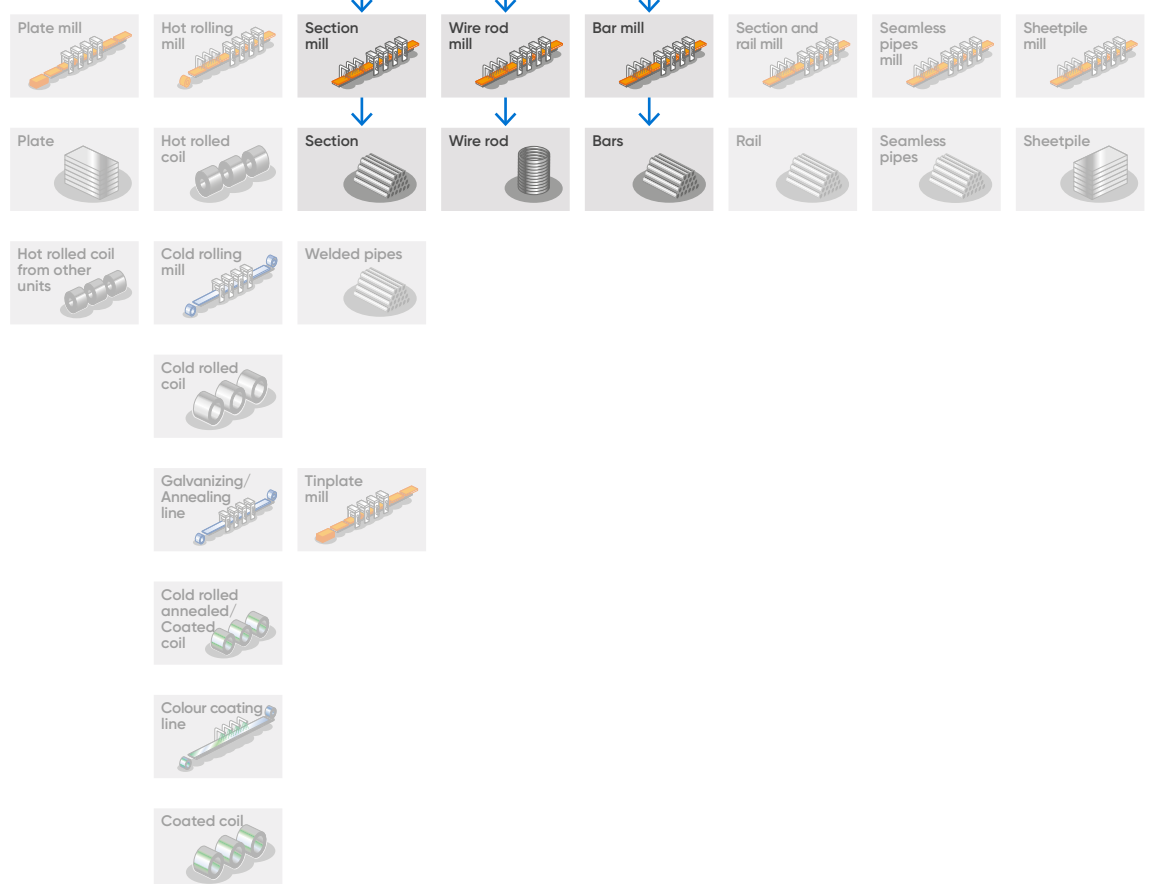 Plate mill
Hot rolling
mill
Section
mill
Wire rod
mill
Bar mill
Section and
rail mill
Seamless
pipes
mill
Sheetpile
mill
Plate
Hot rolled
coil
Section
Wire rod
Bars
Rail
Seamless
pipes
Sheetpile
Hot rolled coil
from other
units
Cold rolling
mill
Welded pipes
Cold rolled
coil
Galvanizing/
Annealing
line
Tinplate
mill
Cold rolled
annealed/
Coated
coil
Colour coating
line
Coated coil